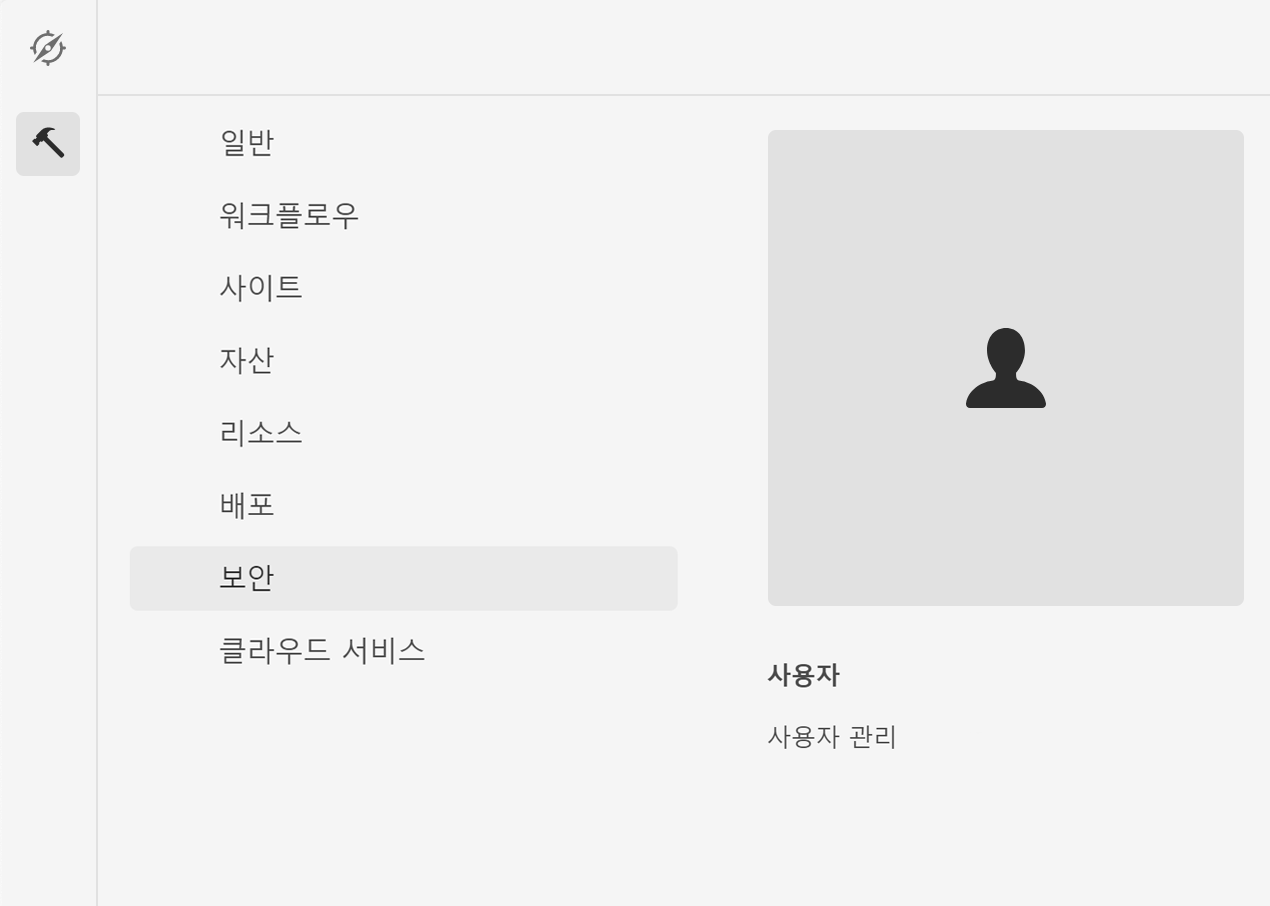 일반
워크플로우
사이트
자산
리소스
배포
보안
클라우드 서비스
사용자
사용자 관리